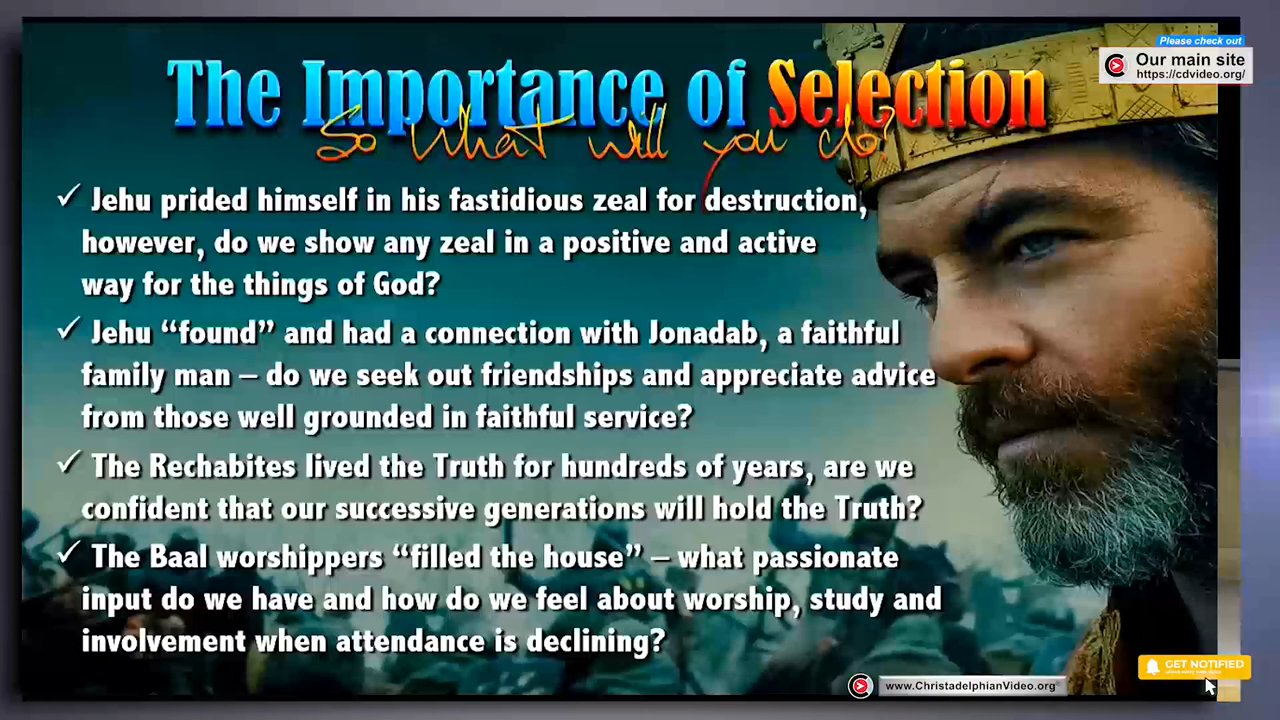 The Importance of Selection
So What will you do?
Please check out
Our main site
https://cdvideo.org/
✓ Jehu prided himself in his fastidious zeal for destruction,
however, do we show any zeal in a positive and active
way for the things of God?
✓ Jehu “found” and had a connection with Jonadab, a faithful
family man – do we seek out friendships and appreciate advice
from those well grounded in faithful service?
✓ The Rechabites lived the Truth for hundreds of years, are we
confident that our successive generations will hold the Truth?
✓ The Baal worshippers “filled the house” – what passionate
input do we have and how do we feel about worship, study and
involvement when attendance is declining?
GET NOTIFIED
www.ChristadelphianVideo.org